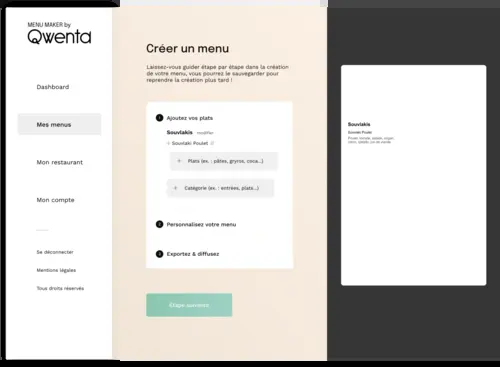 MENU MAKER by
Qwenta
Dashboard
Mes menus
Mon restaurant
Mon compte
Se déconnecter
Mentions légales
Tous droits réservés
Créer un menu
Laissez-vous guider étape par étape dans la création
de votre menu, vous pourrez le sauvegarder pour
reprendre la création plus tard !
1 Ajoutez vos plats
Souvlakis modifier
Souvlaki Poulet
+ Plats (ex. : pâtes, gyros, coca...)
+ Catégorie (ex. : entrées, plats...)
2 Personnalisez votre menu
3 Exportez & diffusez
Étape suivante
Souvlakis
Souvlaki Poulet